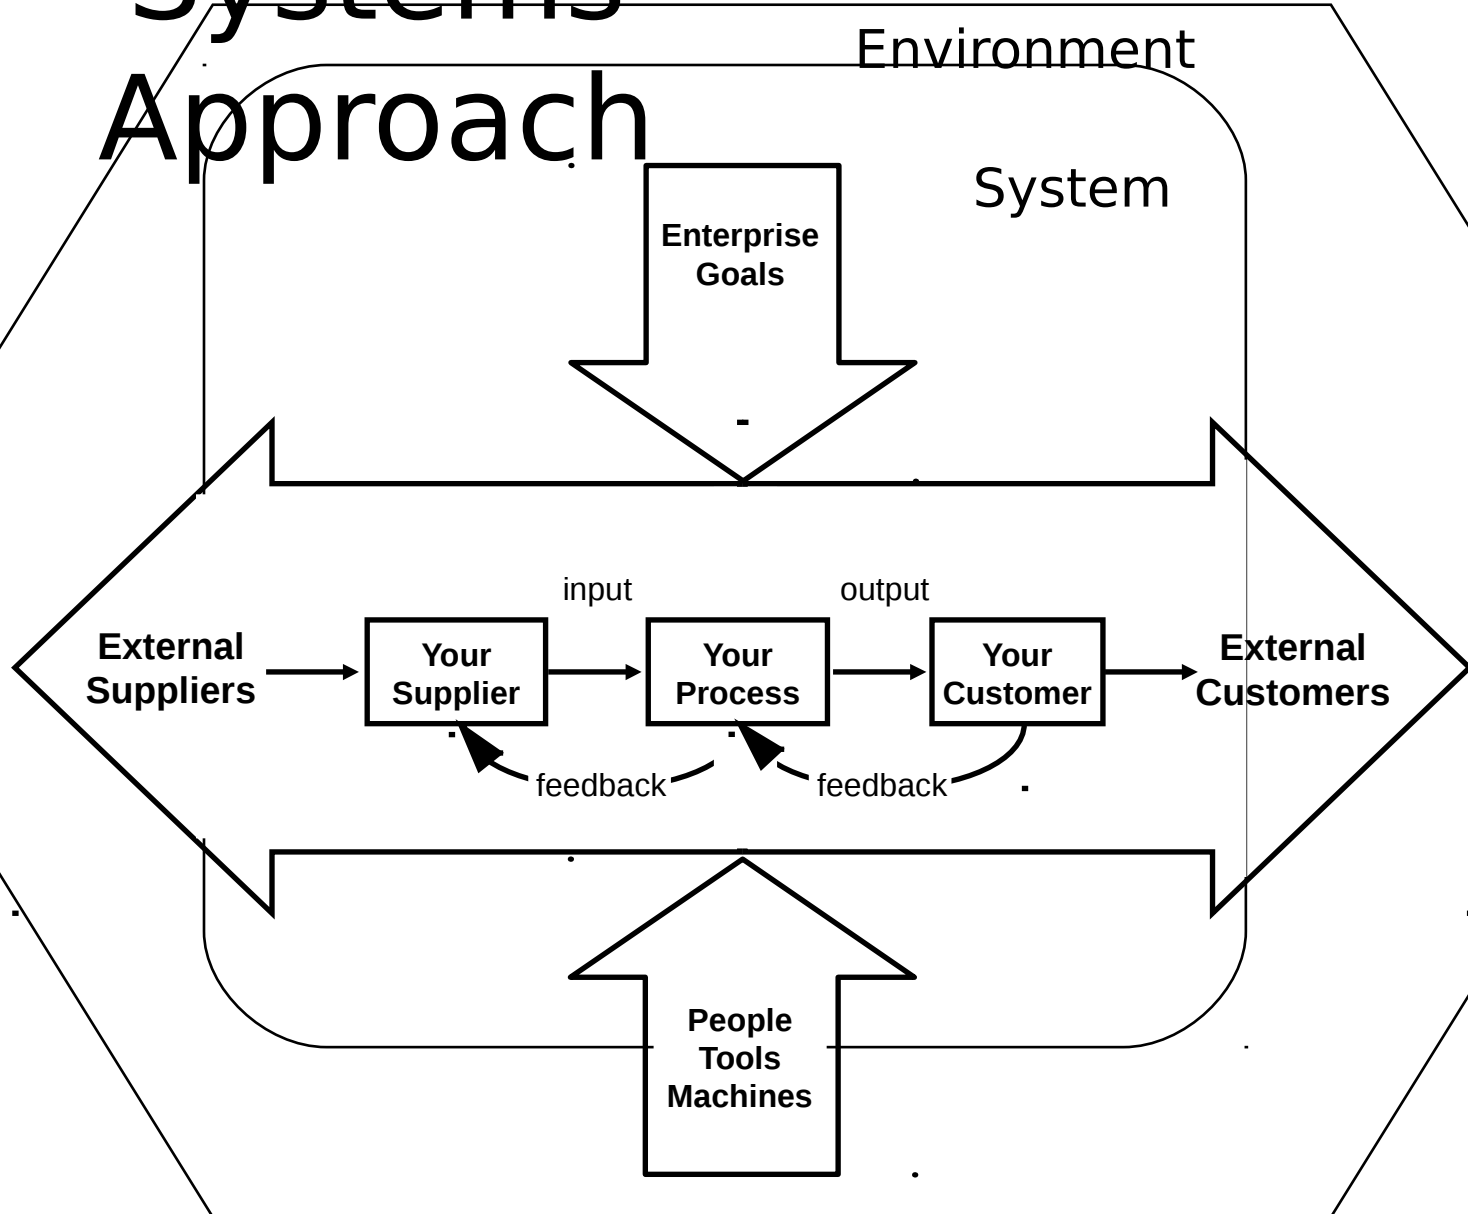 Systems
Approach
Environment
System
Enterprise
Goals
input
output
External
Suppliers
Your
Supplier
Your
Process
Your
Customer
External
Customers
feedback
feedback
People
Tools
Machines